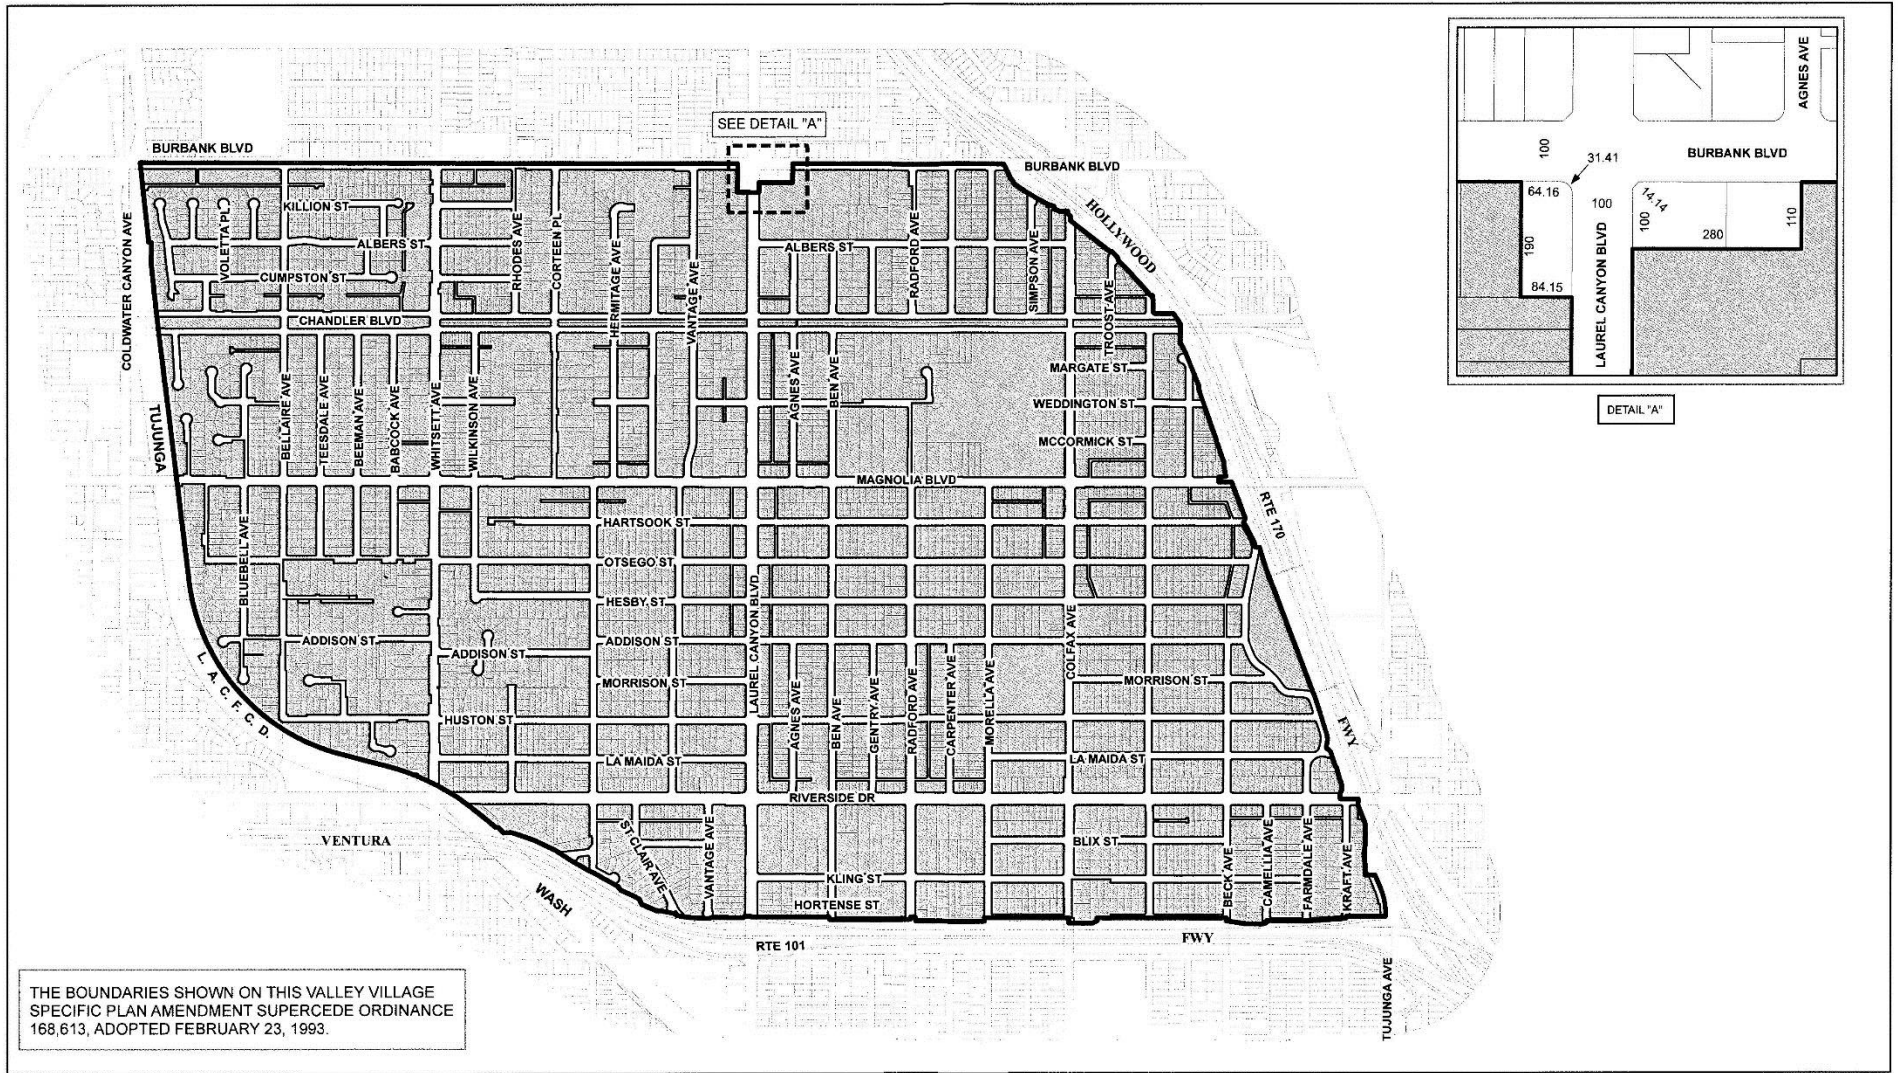 SEE DETAIL "A"
BURBANK BLVD
BURBANK BLVD
HOLLYWOOD
COLDWATER CANYON AVE
KILLION ST
VOLETTA PL
ALBERS ST
CUMPSTON ST
RHODES AVE
CORTEEN PL
HERMITAGE AVE
VANTAGE AVE
ALBERS ST
RADFORD AVE
SIMPSON AVE
TROOST AVE
CHANDLER BLVD
TUJUNGA
BELLAIRE AVE
TEESDALE AVE
BEEMAN AVE
BABCOCK AVE
WHITSETT AVE
WILKINSON AVE
AGNES AVE
BEN AVE
MARGATE ST
WEDDINGTON ST
MCCORMICK ST
MAGNOLIA BLVD
RTE 170
BLUEBELL AVE
HARTSOOK ST
OTSEGO ST
HESBY ST
LAUREL CANYON BLVD
COLFAX AVE
ADDISON ST
ADDISON ST
ADDISON ST
MORRISON ST
MORRISON ST
L. A. C. F. C. D.
HUSTON ST
AGNES AVE
BEN AVE
GENTRY AVE
RADFORD AVE
CARPENTER AVE
MORELLA AVE
FWY
LA MAIDA ST
LA MAIDA ST
RIVERSIDE DR
VENTURA
ST CLAIR AVE
VANTAGE AVE
BLIX ST
KLING ST
BECK AVE
CAMELLIA AVE
FARMDALE AVE
KRAFT AVE
WASH
HORTENSE ST
RTE 101
FWY
TUJUNGA AVE
AGNES AVE
100
31.41
BURBANK BLVD
64.16
100
14.14
100
190
280
110
84.15
LAUREL CANYON BLVD
DETAIL "A"
THE BOUNDARIES SHOWN ON THIS VALLEY VILLAGE
SPECIFIC PLAN AMENDMENT SUPERCEDE ORDINANCE
168,613, ADOPTED FEBRUARY 23, 1993.